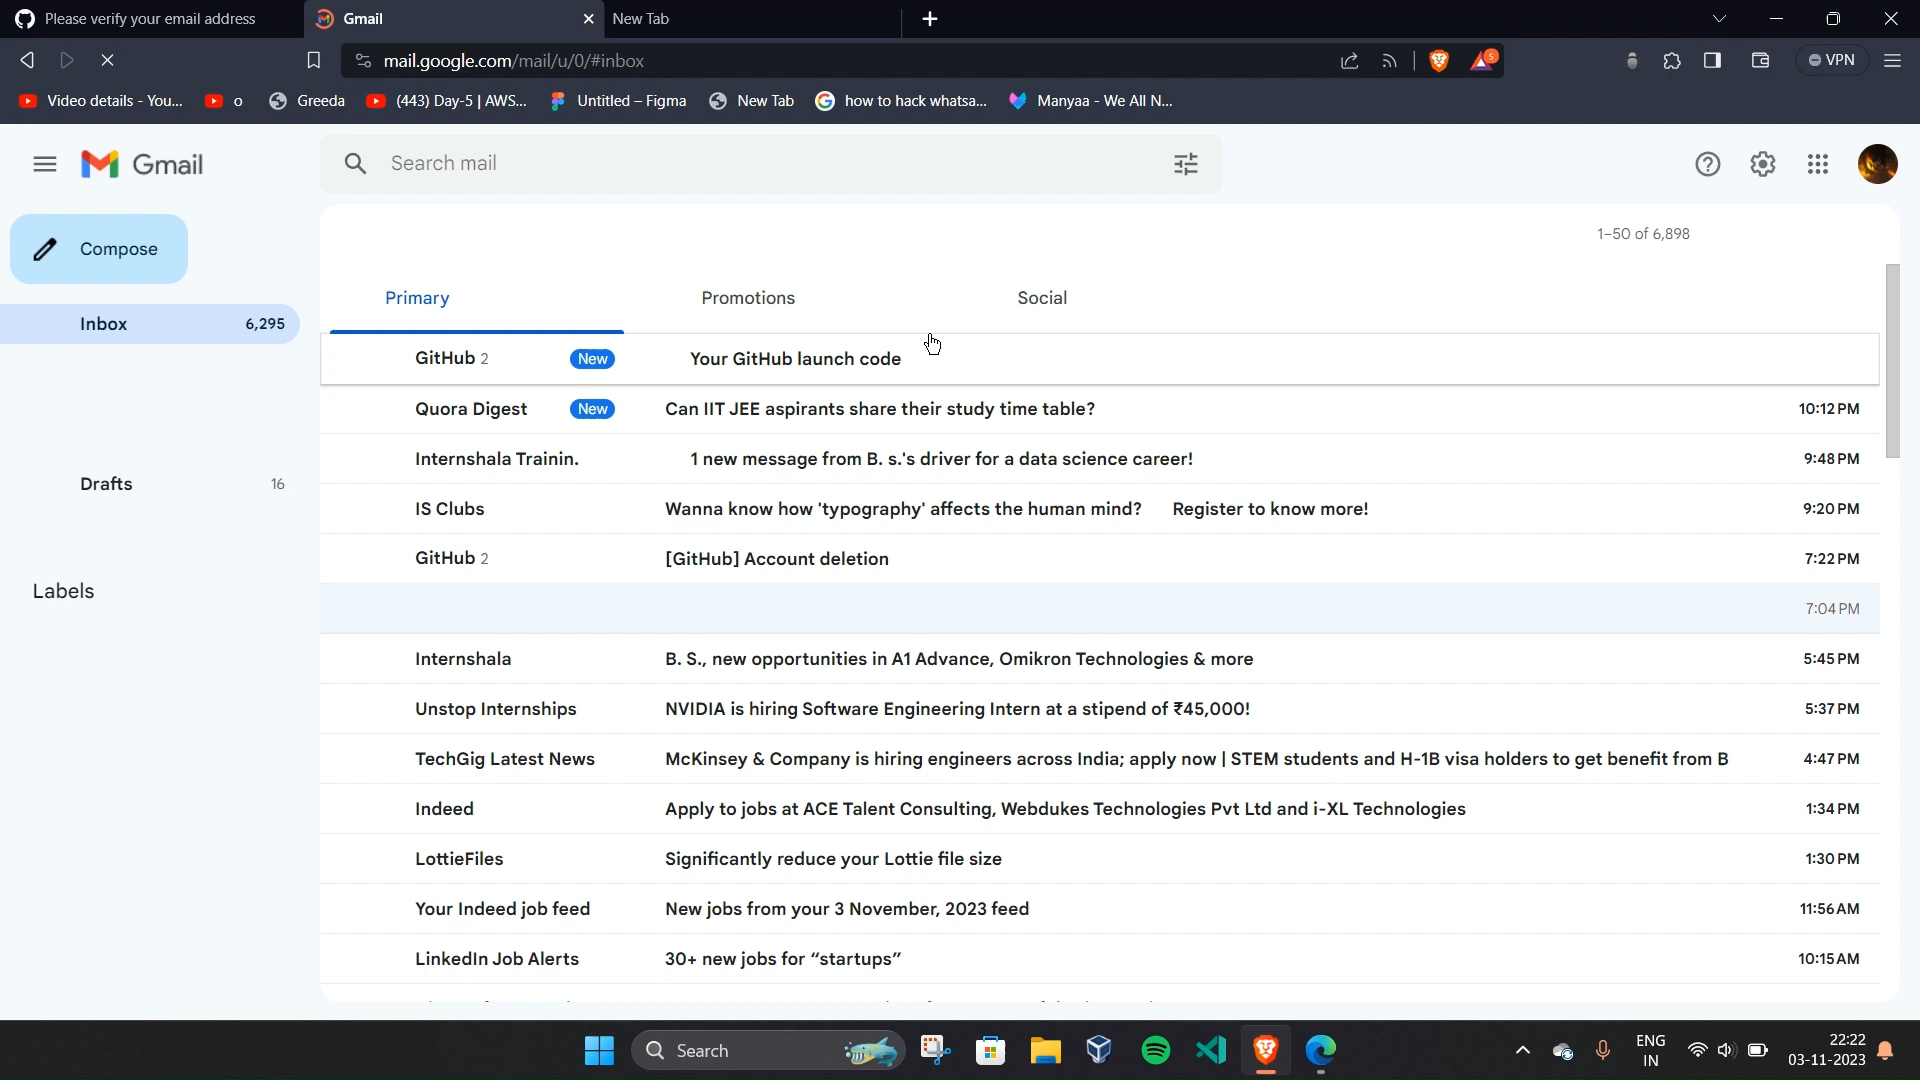 Please verify your email address
Gmail
New Tab
mail.google.com/mail/u/0/#inbox
5
VPN
Video details - You...
o
Greeda
(443) Day-5 | AWS...
Untitled – Figma
New Tab
how to hack whatsa...
Manyaa - We All N...
Gmail
Search mail
Compose
1–50 of 6,898
Primary
Promotions
Social
Inbox 6,295
Drafts 16
Labels
GitHub 2 New Your GitHub launch code
Quora Digest New Can IIT JEE aspirants share their study time table? 10:12 PM
Internshala Trainin. 1 new message from B. s.'s driver for a data science career! 9:48 PM
IS Clubs Wanna know how 'typography' affects the human mind? Register to know more! 9:20 PM
GitHub 2 [GitHub] Account deletion 7:22 PM
7:04 PM
Internshala B. S., new opportunities in A1 Advance, Omikron Technologies & more 5:45 PM
Unstop Internships NVIDIA is hiring Software Engineering Intern at a stipend of ₹45,000! 5:37 PM
TechGig Latest News McKinsey & Company is hiring engineers across India; apply now | STEM students and H-1B visa holders to get benefit from B 4:47 PM
Indeed Apply to jobs at ACE Talent Consulting, Webdukes Technologies Pvt Ltd and i-XL Technologies 1:34 PM
LottieFiles Significantly reduce your Lottie file size 1:30 PM
Your Indeed job feed New jobs from your 3 November, 2023 feed 11:56 AM
LinkedIn Job Alerts 30+ new jobs for “startups” 10:15 AM
Search
ENG
IN
22:22
03-11-2023